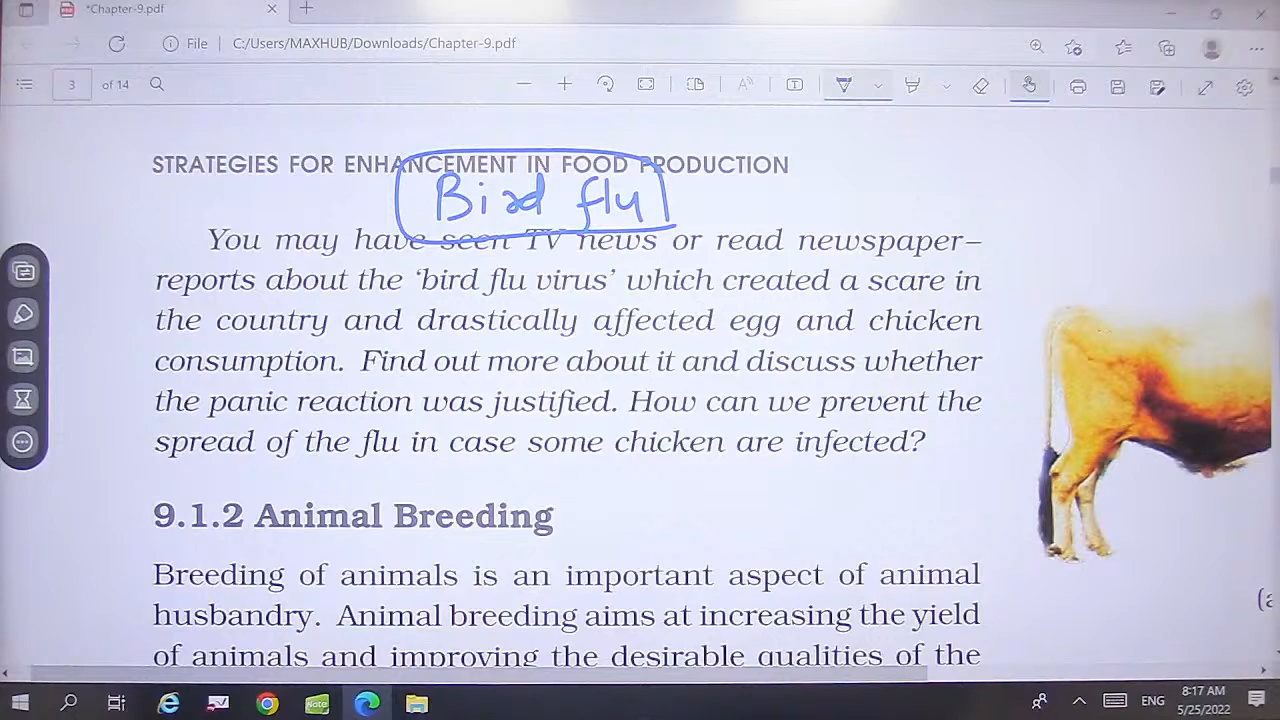 *Chapter-9.pdf
File
C:/Users/MAXHUB/Downloads/Chapter-9.pdf
3 of 14
STRATEGIES FOR ENHANCEMENT IN FOOD PRODUCTION
Bird flu
You may have seen TV news or read newspaper–
reports about the ‘bird flu virus’ which created a scare in
the country and drastically affected egg and chicken
consumption. Find out more about it and discuss whether
the panic reaction was justified. How can we prevent the
spread of the flu in case some chicken are infected?
9.1.2 Animal Breeding
Breeding of animals is an important aspect of animal
husbandry. Animal breeding aims at increasing the yield
of animals and improving the desirable qualities of the
(a
ENG
8:17 AM
5/25/2022